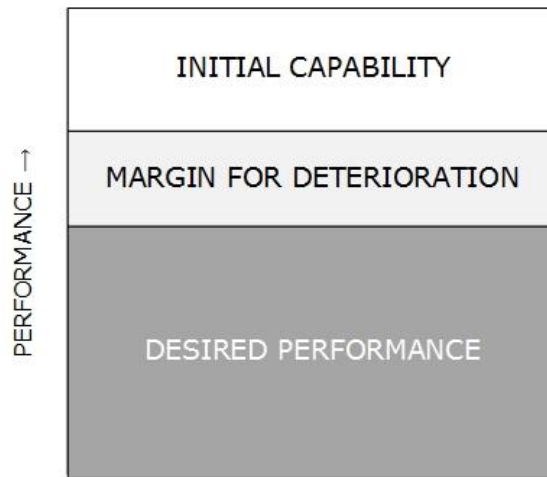 INITIAL CAPABILITY
MARGIN FOR DETERIORATION
PERFORMANCE →
DESIRED PERFORMANCE